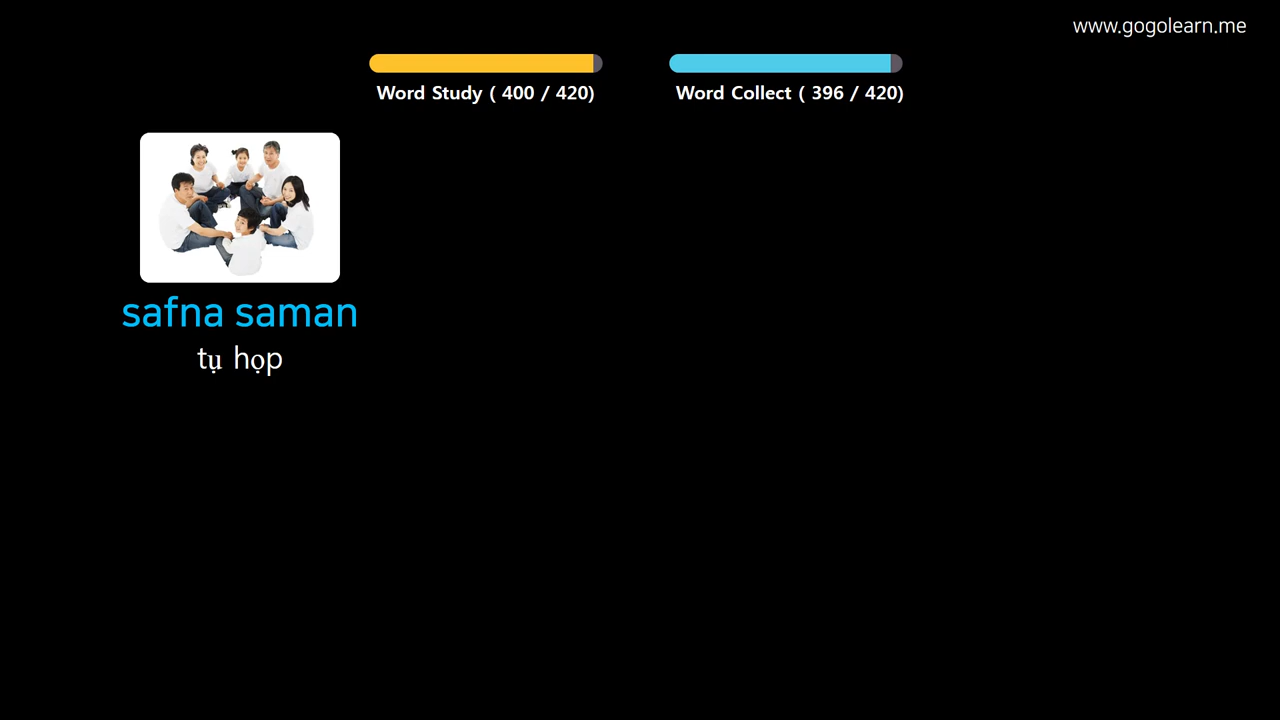 www.gogolearn.me
Word Study ( 400 / 420)
Word Collect ( 396 / 420)
safna saman
tụ họp